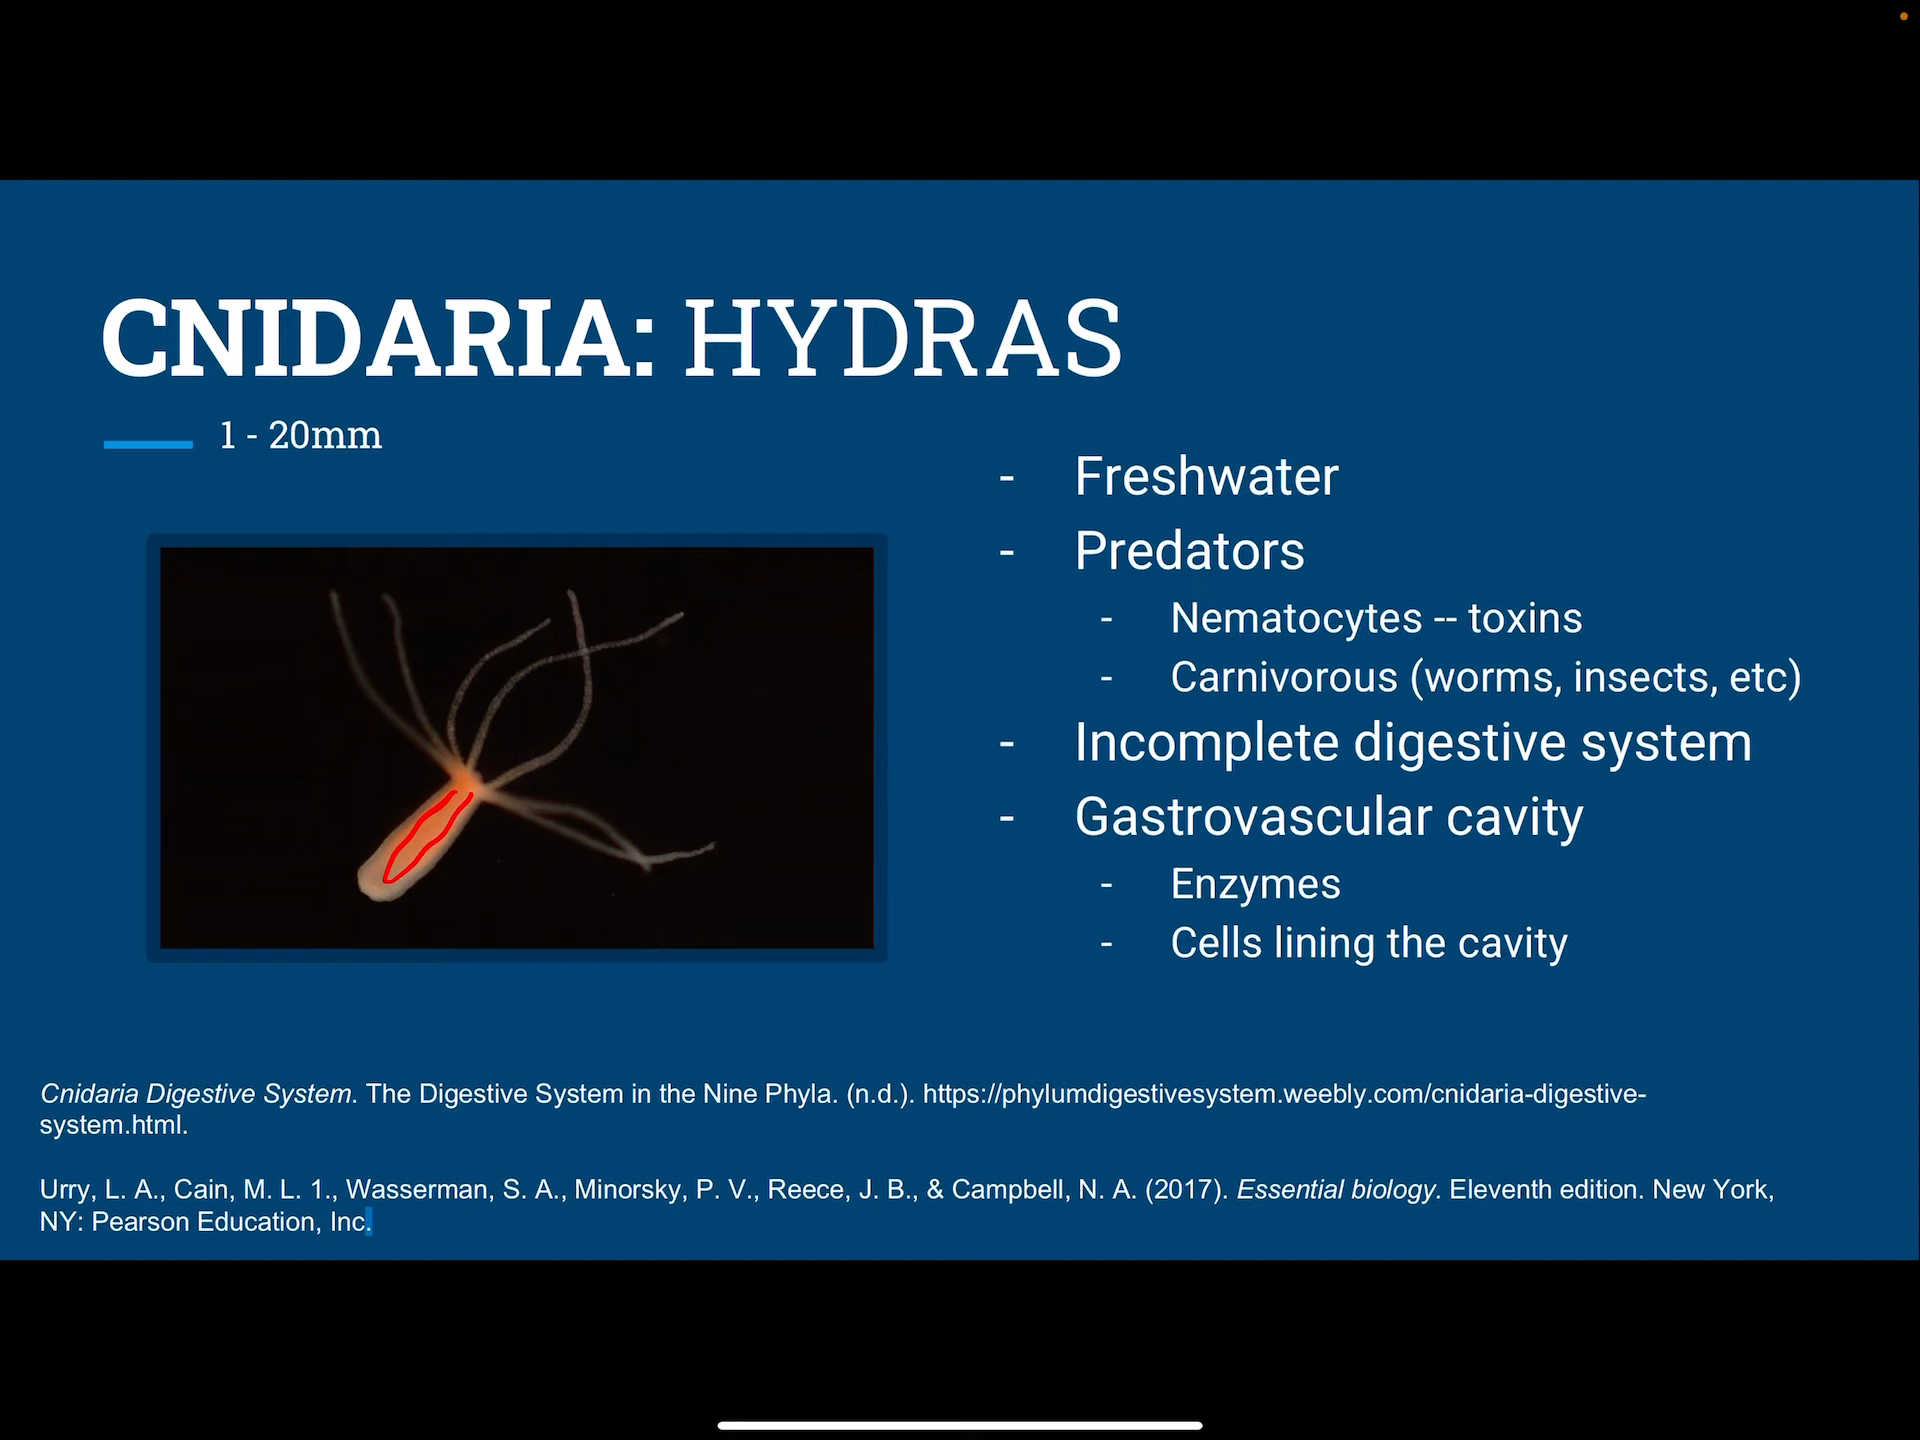 CNIDARIA: HYDRAS
1 - 20mm
- Freshwater
- Predators
- Nematocytes -- toxins
- Carnivorous (worms, insects, etc)
- Incomplete digestive system
- Gastrovascular cavity
- Enzymes
- Cells lining the cavity
Cnidaria Digestive System. The Digestive System in the Nine Phyla. (n.d.). https://phylumdigestivesystem.weebly.com/cnidaria-digestive-
system.html.
Urry, L. A., Cain, M. L. 1., Wasserman, S. A., Minorsky, P. V., Reece, J. B., & Campbell, N. A. (2017). Essential biology. Eleventh edition. New York,
NY: Pearson Education, Inc.